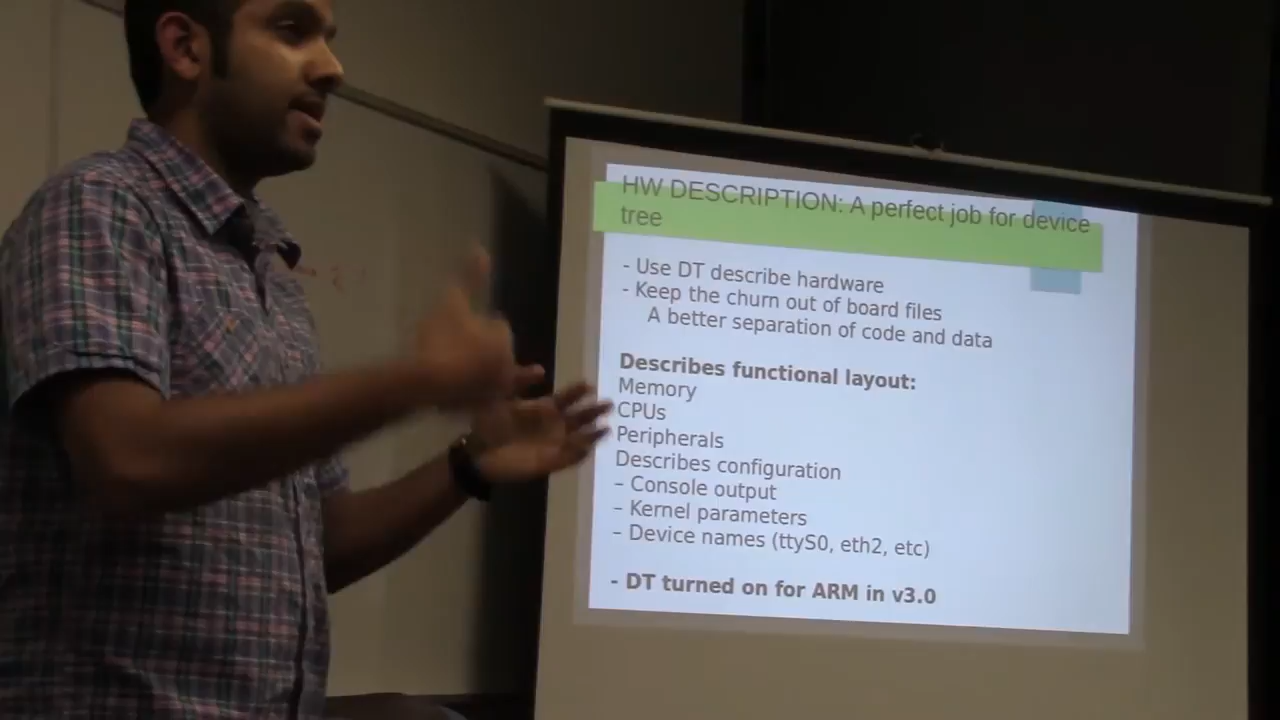 HW DESCRIPTION: A perfect job for device
tree
- Use DT describe hardware
- Keep the churn out of board files
A better separation of code and data
Describes functional layout:
Memory
CPUs
Peripherals
Describes configuration
– Console output
– Kernel parameters
– Device names (ttyS0, eth2, etc)
- DT turned on for ARM in v3.0